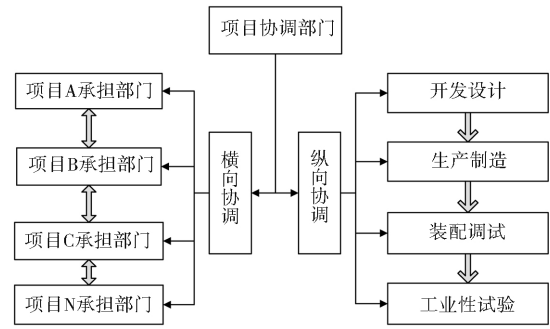 项目协调部门
项目A承担部门
项目B承担部门
项目C承担部门
项目N承担部门
横向协调
纵向协调
开发设计
生产制造
装配调试
工业性试验